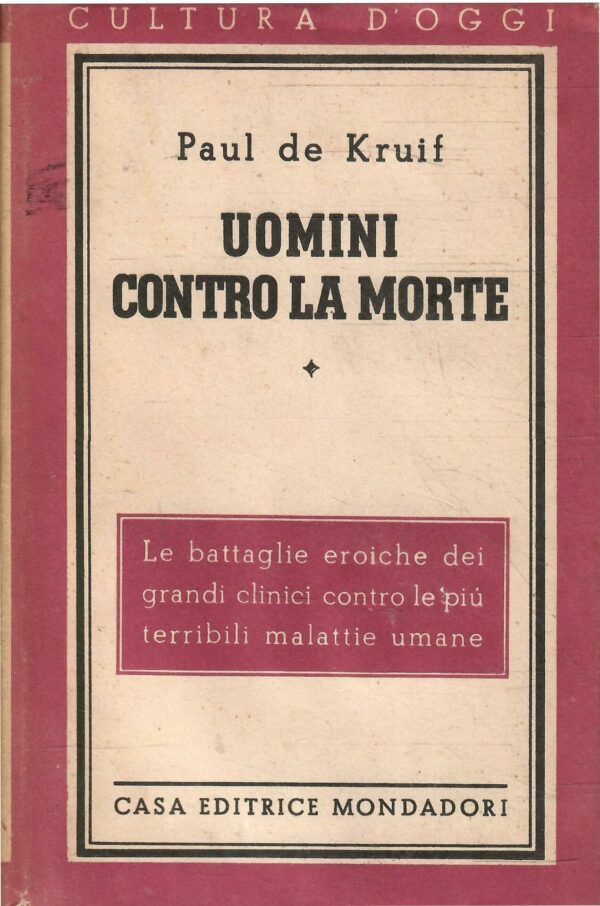 CULTURA D'OGGI
Paul de Kruif
UOMINI
CONTRO LA MORTE
Le battaglie eroiche dei
grandi clinici contro le più
terribili malattie umane
CASA EDITRICE MONDADORI